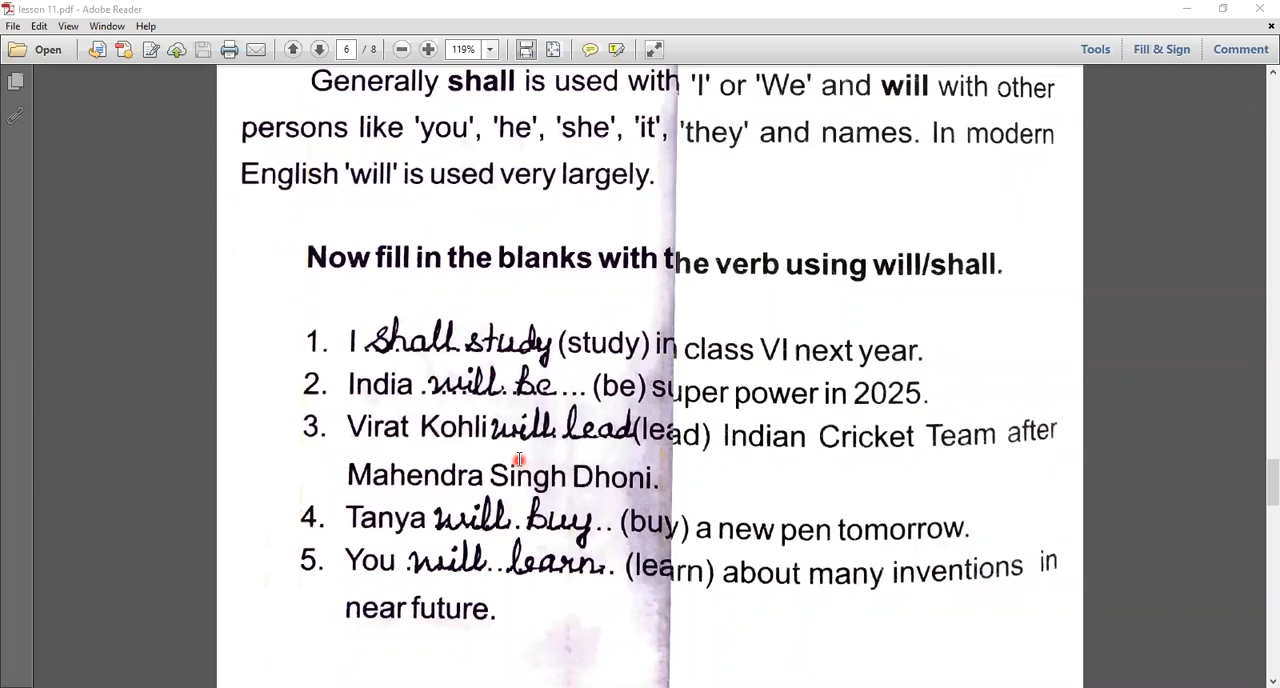 lesson 11.pdf - Adobe Reader
File Edit View Window Help
Open 6 / 8 119% Tools Fill & Sign Comment
Generally shall is used with 'I' or 'We' and will with other
persons like 'you', 'he', 'she', 'it', 'they' and names. In modern
English 'will' is used very largely.
Now fill in the blanks with the verb using will/shall.
1. I shall study (study) in class VI next year.
2. India .will be... (be) super power in 2025.
3. Virat Kohli will lead (lead) Indian Cricket Team after
Mahendra Singh Dhoni.
4. Tanya will buy.. (buy) a new pen tomorrow.
5. You will learn. (learn) about many inventions in
near future.